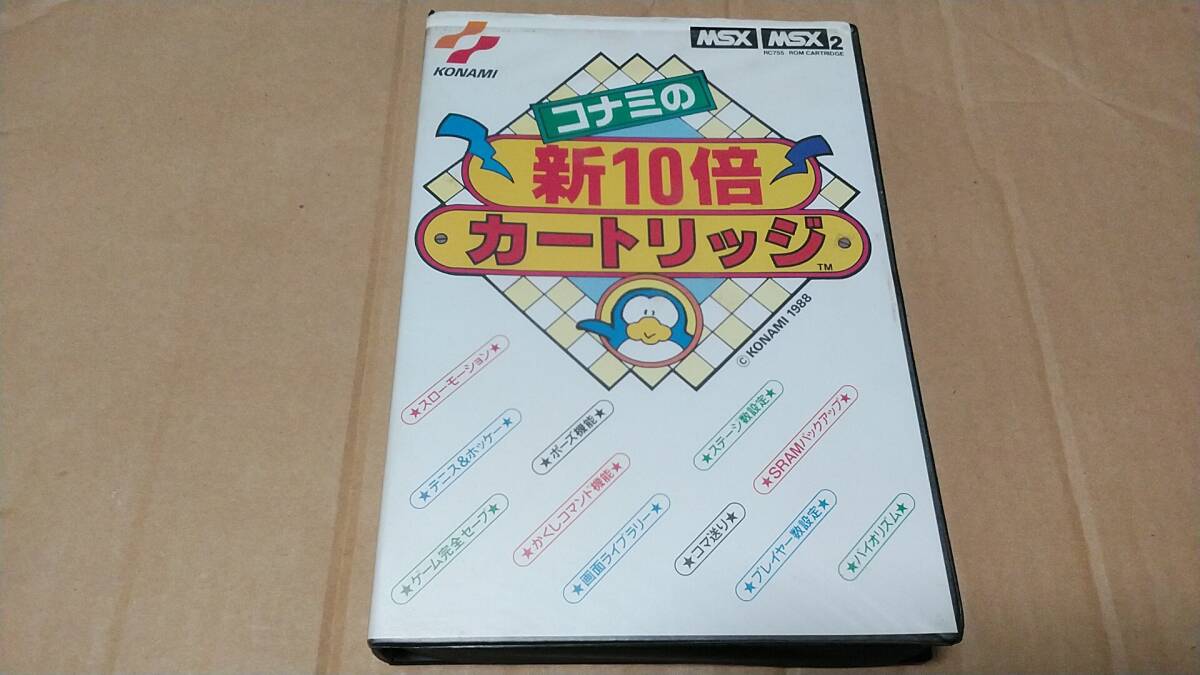 KONAMI
MSX MSX2
RC755 ROM CARTRIDGE
コナミの
新10倍
カートリッジ
TM
© KONAMI 1988
★スロー・モーション★
★テニス&ホッケー★
★ポーズ機能★
★ステージ数設定★
★SRAMバックアップ★
★ゲーム完全セーブ★
★かくしコマンド機能★
★画面ライブラリー★
★コマ送り★
★プレイヤー数設定★
★バイオリズム★